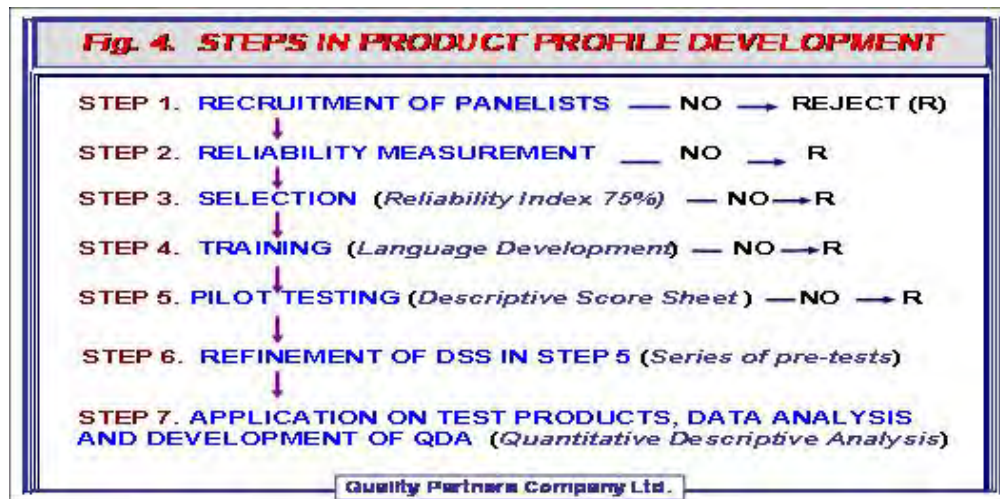 Fig. 4. STEPS IN PRODUCT PROFILE DEVELOPMENT
STEP 1. RECRUITMENT OF PANELISTS — NO → REJECT (R)
STEP 2. RELIABILITY MEASUREMENT — NO → R
STEP 3. SELECTION (Reliability Index 75%) — NO → R
STEP 4. TRAINING (Language Development) — NO → R
STEP 5. PILOT TESTING (Descriptive Score Sheet) — NO → R
STEP 6. REFINEMENT OF DSS IN STEP 5 (Series of pre-tests)
STEP 7. APPLICATION ON TEST PRODUCTS, DATA ANALYSIS
AND DEVELOPMENT OF QDA (Quantitative Descriptive Analysis)
Quality Partners Company Ltd.